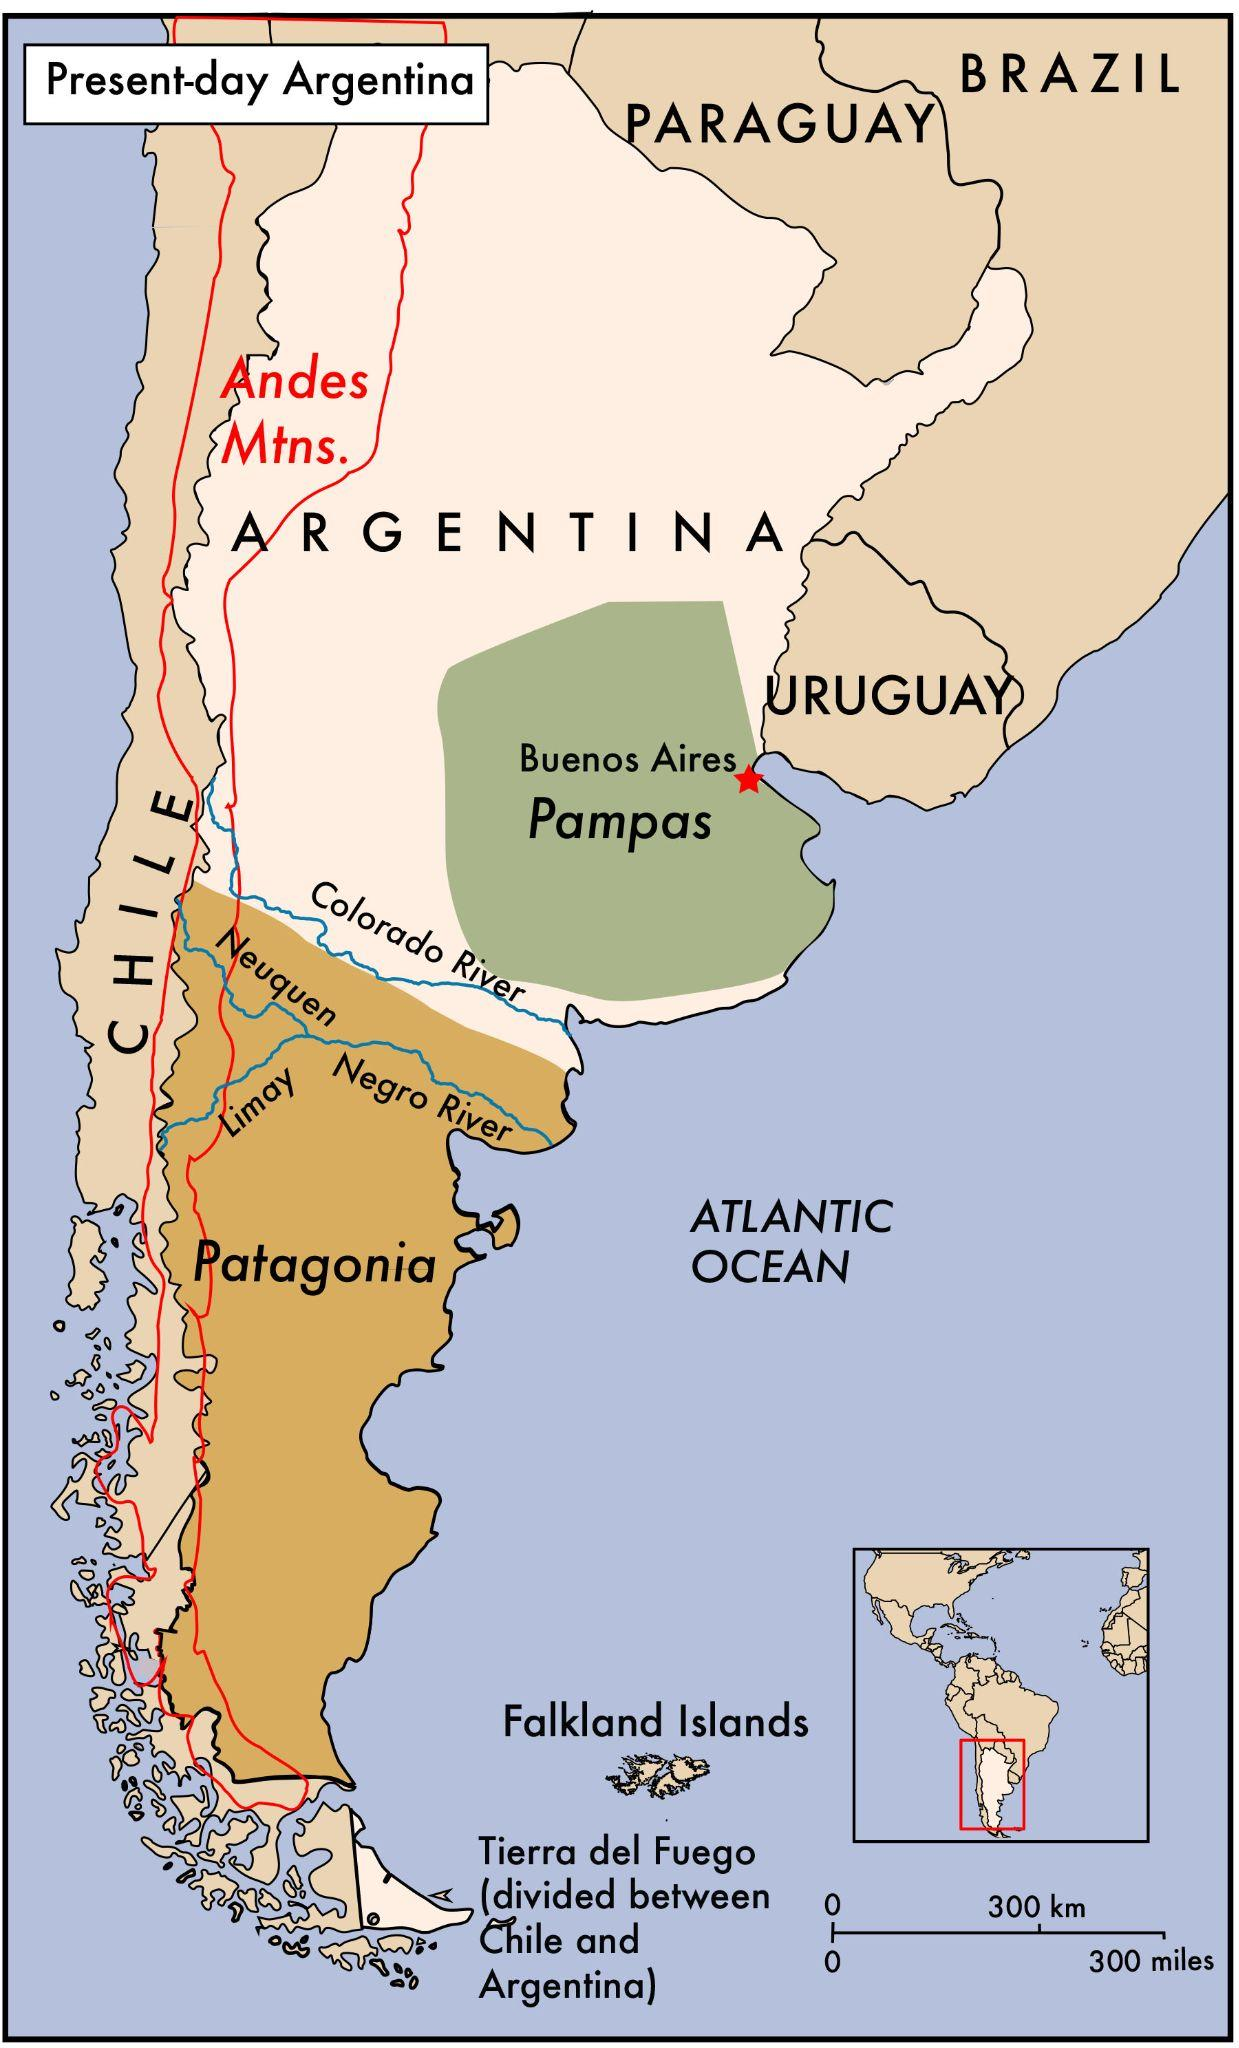 Present-day Argentina
BRAZIL
PARAGUAY
Andes
Mtns.
ARGENTINA
URUGUAY
Buenos Aires
Pampas
CHILE
Colorado River
Neuquen
Negro River
Limay
ATLANTIC
OCEAN
Patagonia
Falkland Islands
Tierra del Fuego
(divided between
Chile and
Argentina)
0 300 km
0 300 miles